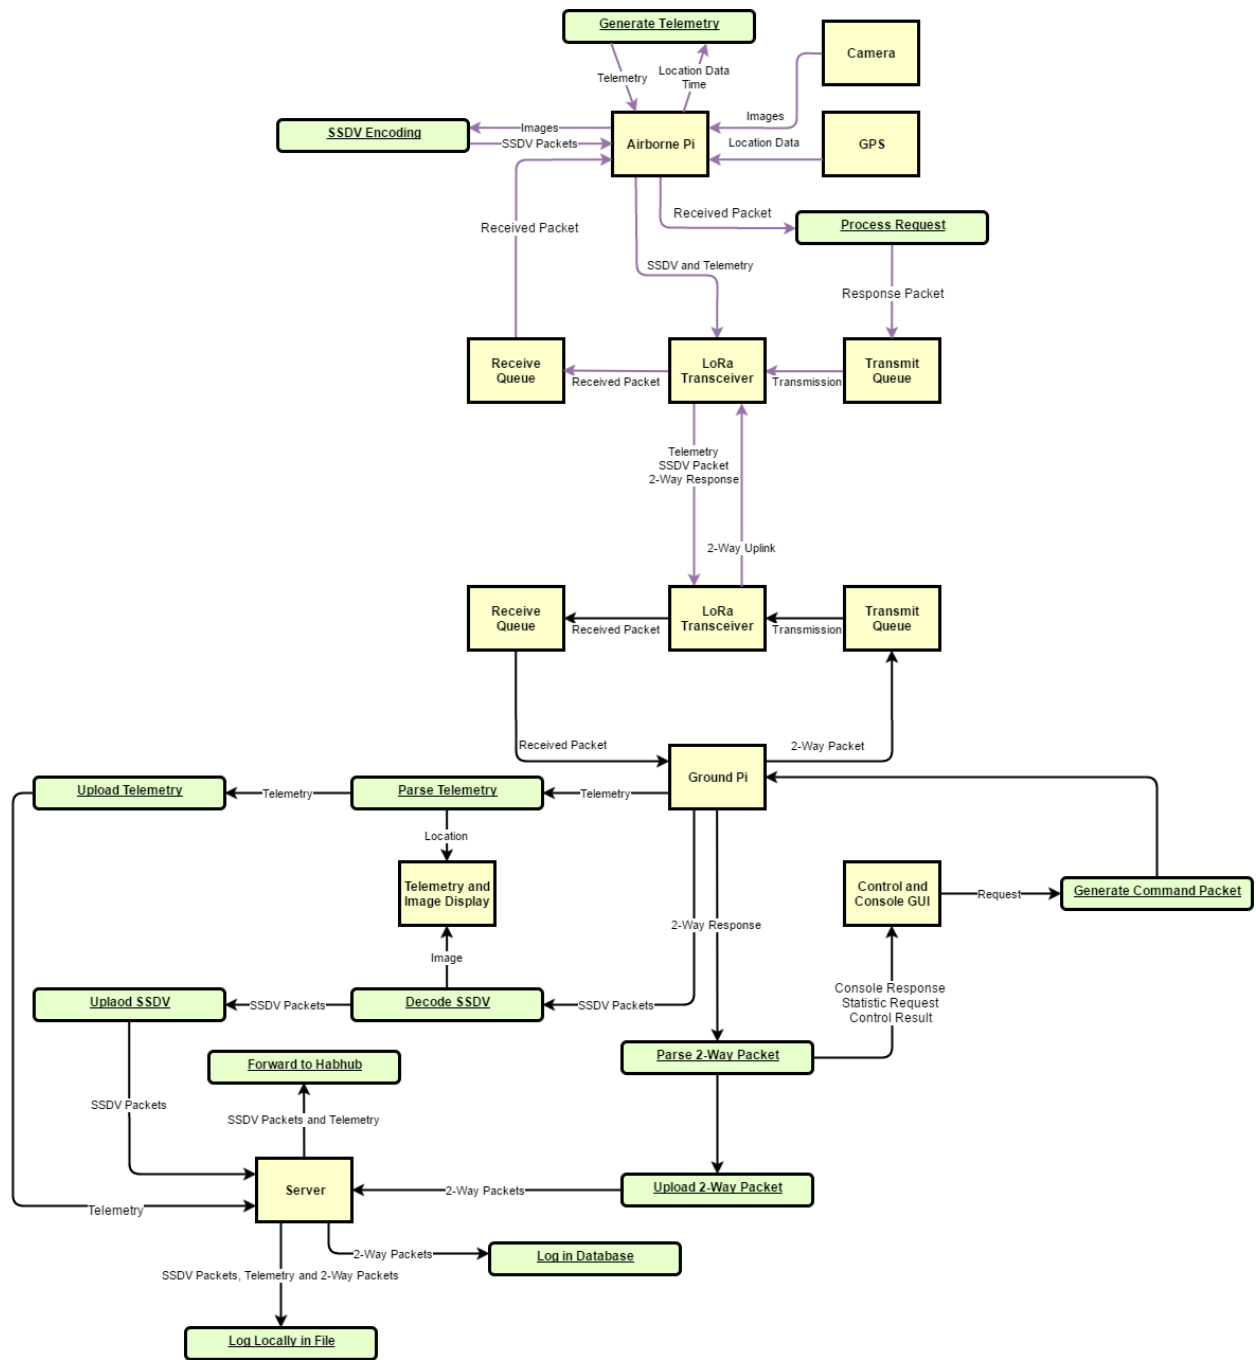 Generate Telemetry
Camera
Telemetry
Location Data
Time
Images
Images
SSDV Encoding
SSDV Packets
Airborne Pi
Location Data
GPS
Received Packet
Received Packet
Process Request
SSDV and Telemetry
Response Packet
Receive
Queue
Received Packet
LoRa
Transceiver
Transmission
Transmit
Queue
Telemetry
SSDV Packet
2-Way Response
2-Way Uplink
Receive
Queue
Received Packet
LoRa
Transceiver
Transmission
Transmit
Queue
Received Packet
2-Way Packet
Ground Pi
Upload Telemetry
Telemetry
Parse Telemetry
Telemetry
Location
Telemetry and
Image Display
Control and
Console GUI
Request
Generate Command Packet
2-Way Response
Image
Console Response
Statistic Request
Control Result
Uplaod SSDV
SSDV Packets
Decode SSDV
SSDV Packets
Parse 2-Way Packet
Forward to Habhub
SSDV Packets
SSDV Packets and Telemetry
Server
2-Way Packets
Upload 2-Way Packet
Telemetry
2-Way Packets
Log in Database
SSDV Packets, Telemetry and 2-Way Packets
Log Locally in File